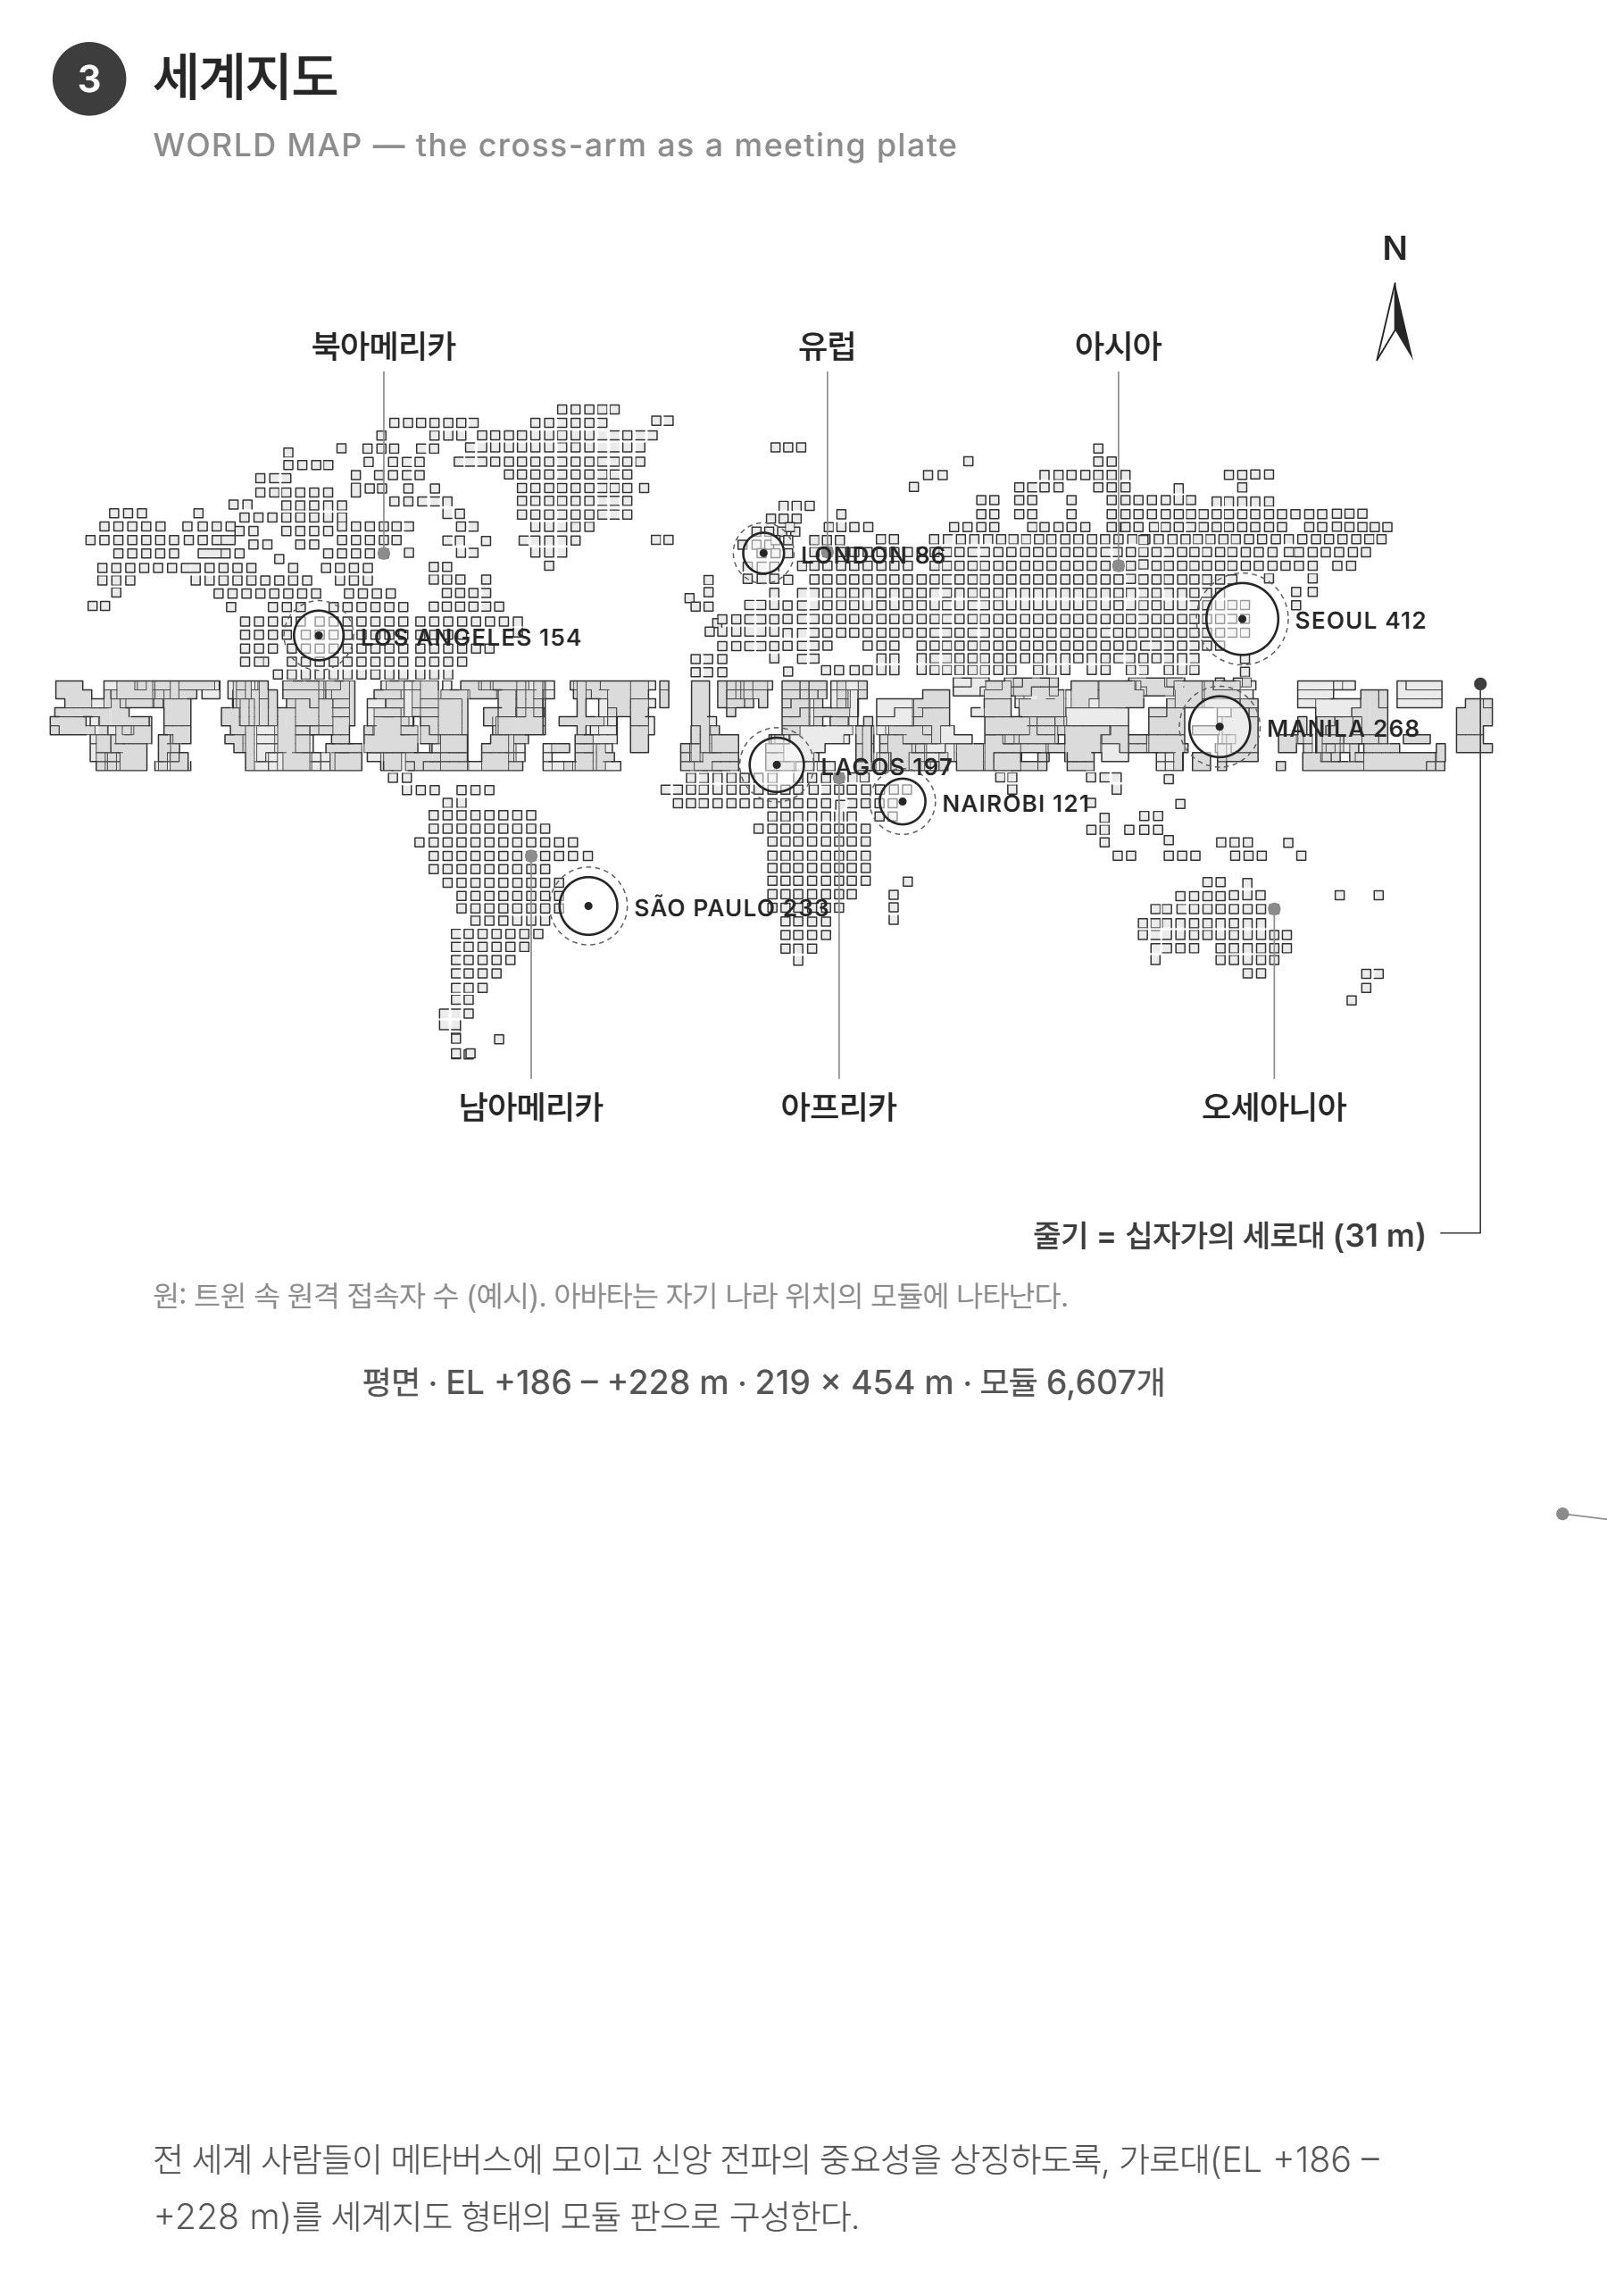 3 세계지도
WORLD MAP — the cross-arm as a meeting plate
N
북아메리카 유럽 아시아
LONDON 86
SEOUL 412
LOS ANGELES 154
MANILA 268
LAGOS 197
NAIROBI 121
SÃO PAULO 233
남아메리카 아프리카 오세아니아
줄기 = 십자가의 세로대 (31 m)
원: 트윈 속 원격 접속자 수 (예시). 아바타는 자기 나라 위치의 모듈에 나타난다.
평면 · EL +186 – +228 m · 219 × 454 m · 모듈 6,607개
전 세계 사람들이 메타버스에 모이고 신앙 전파의 중요성을 상징하도록, 가로대(EL +186 –
+228 m)를 세계지도 형태의 모듈 판으로 구성한다.